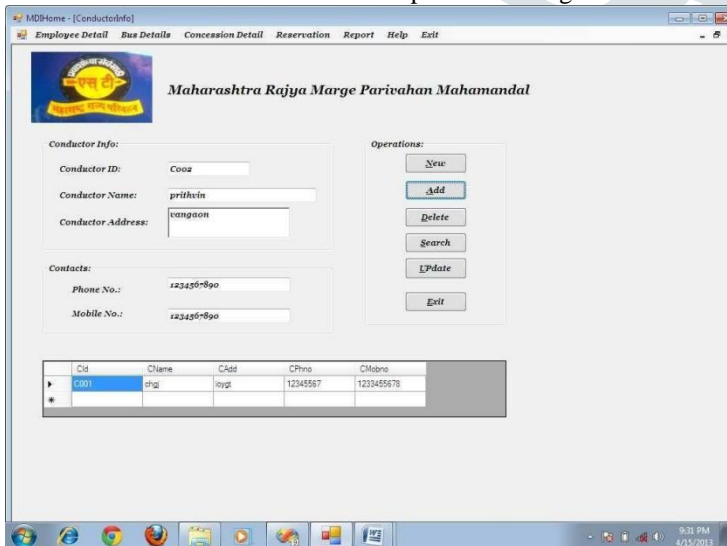 MDIHome - [ConductorInfo]
Employee Detail Bus Details Concession Detail Reservation Report Help Exit
एस टी
Maharashtra Rajya Marge Parivahan Mahamandal
Conductor Info:
Conductor ID: C002
Conductor Name: prithvin
Conductor Address: vangaon
Contacts:
Phone No.: 1234567890
Mobile No.: 1234567890
Operations:
New
Add
Delete
Search
UPdate
Exit
CId CName CAdd CPhno CMobno
C001 chgj ioygt 12345567 1233455678
9:31 PM
4/15/2013